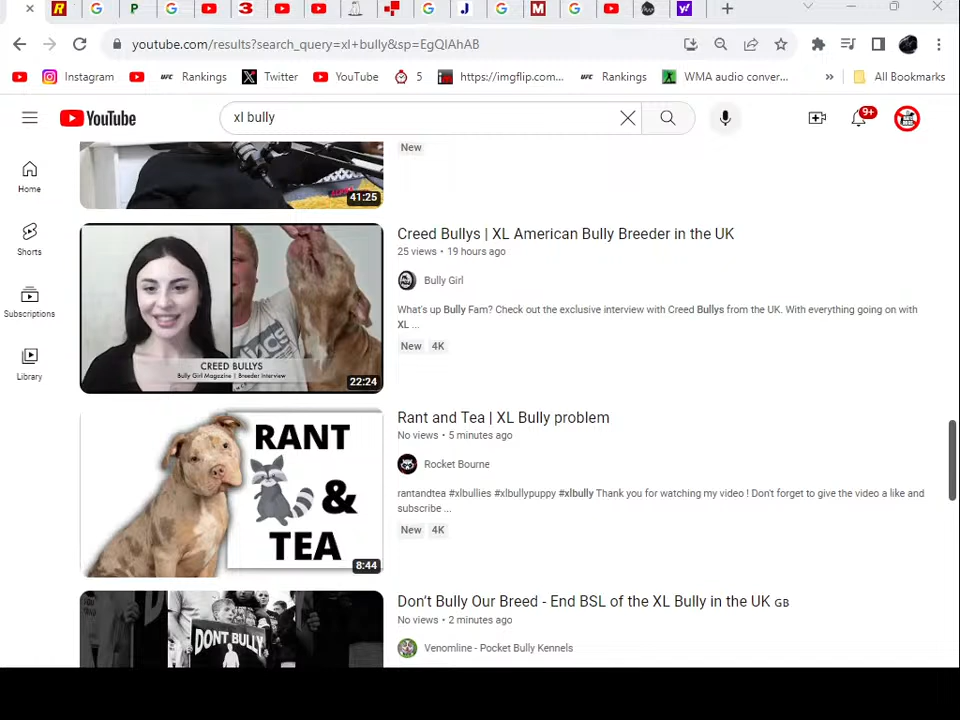 youtube.com/results?search_query=xl+bully&sp=EgQIAhAB
Instagram
UFC Rankings
Twitter
YouTube
5
https://imgflip.com...
UFC Rankings
WMA audio conver...
»
All Bookmarks
YouTube
xl bully
9+
Home
Shorts
Subscriptions
Library
41:25
New
CREED BULLYS
Bully Girl Magazine | Breeder Interview
22:24
Creed Bullys | XL American Bully Breeder in the UK
25 views • 19 hours ago
Bully Girl
What's up Bully Fam? Check out the exclusive interview with Creed Bullys from the UK. With everything going on with
XL ...
New 4K
RANT
&
TEA
8:44
Rant and Tea | XL Bully problem
No views • 5 minutes ago
Rocket Bourne
rantandtea #xlbullies #xlbullypuppy #xlbully Thank you for watching my video ! Don't forget to give the video a like and
subscribe ...
New 4K
DONT BULLY
Don't Bully Our Breed - End BSL of the XL Bully in the UK GB
No views • 2 minutes ago
Venomline - Pocket Bully Kennels